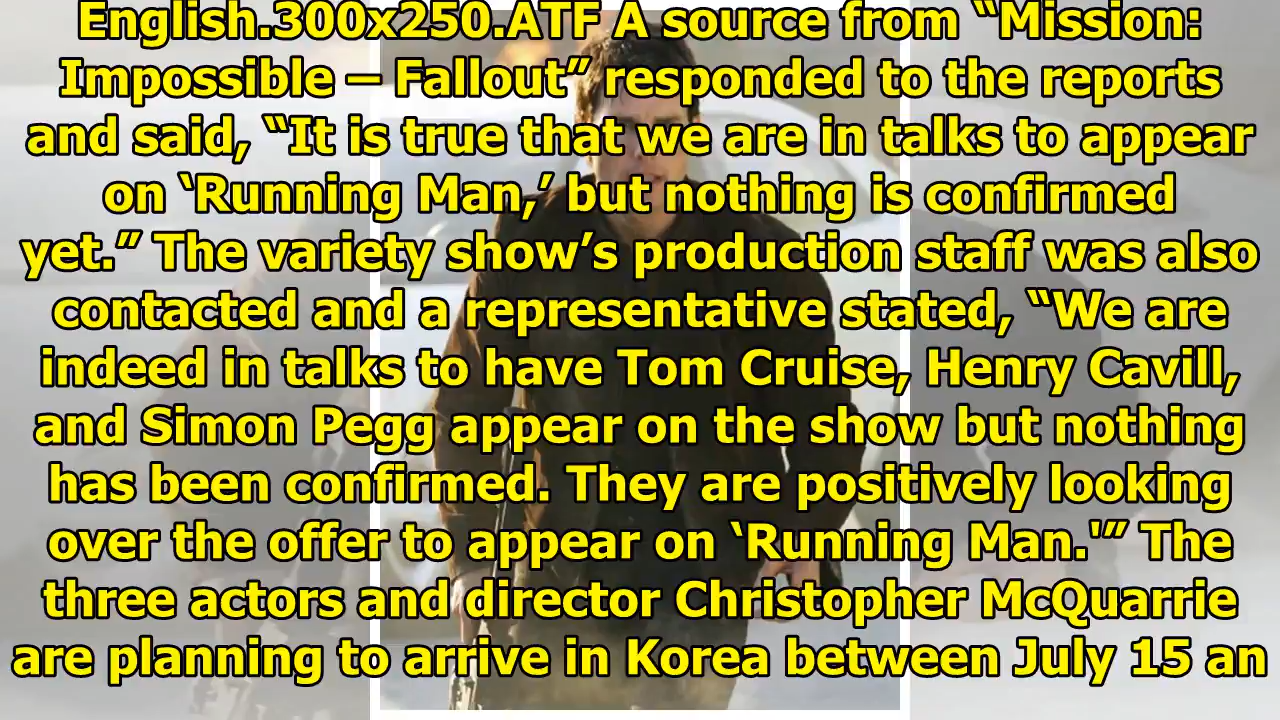 English.300x250.ATF A source from “Mission:
Impossible – Fallout” responded to the reports
and said, “It is true that we are in talks to appear
on ‘Running Man,’ but nothing is confirmed
yet.” The variety show’s production staff was also
contacted and a representative stated, “We are
indeed in talks to have Tom Cruise, Henry Cavill,
and Simon Pegg appear on the show but nothing
has been confirmed. They are positively looking
over the offer to appear on ‘Running Man.'” The
three actors and director Christopher McQuarrie
are planning to arrive in Korea between July 15 an